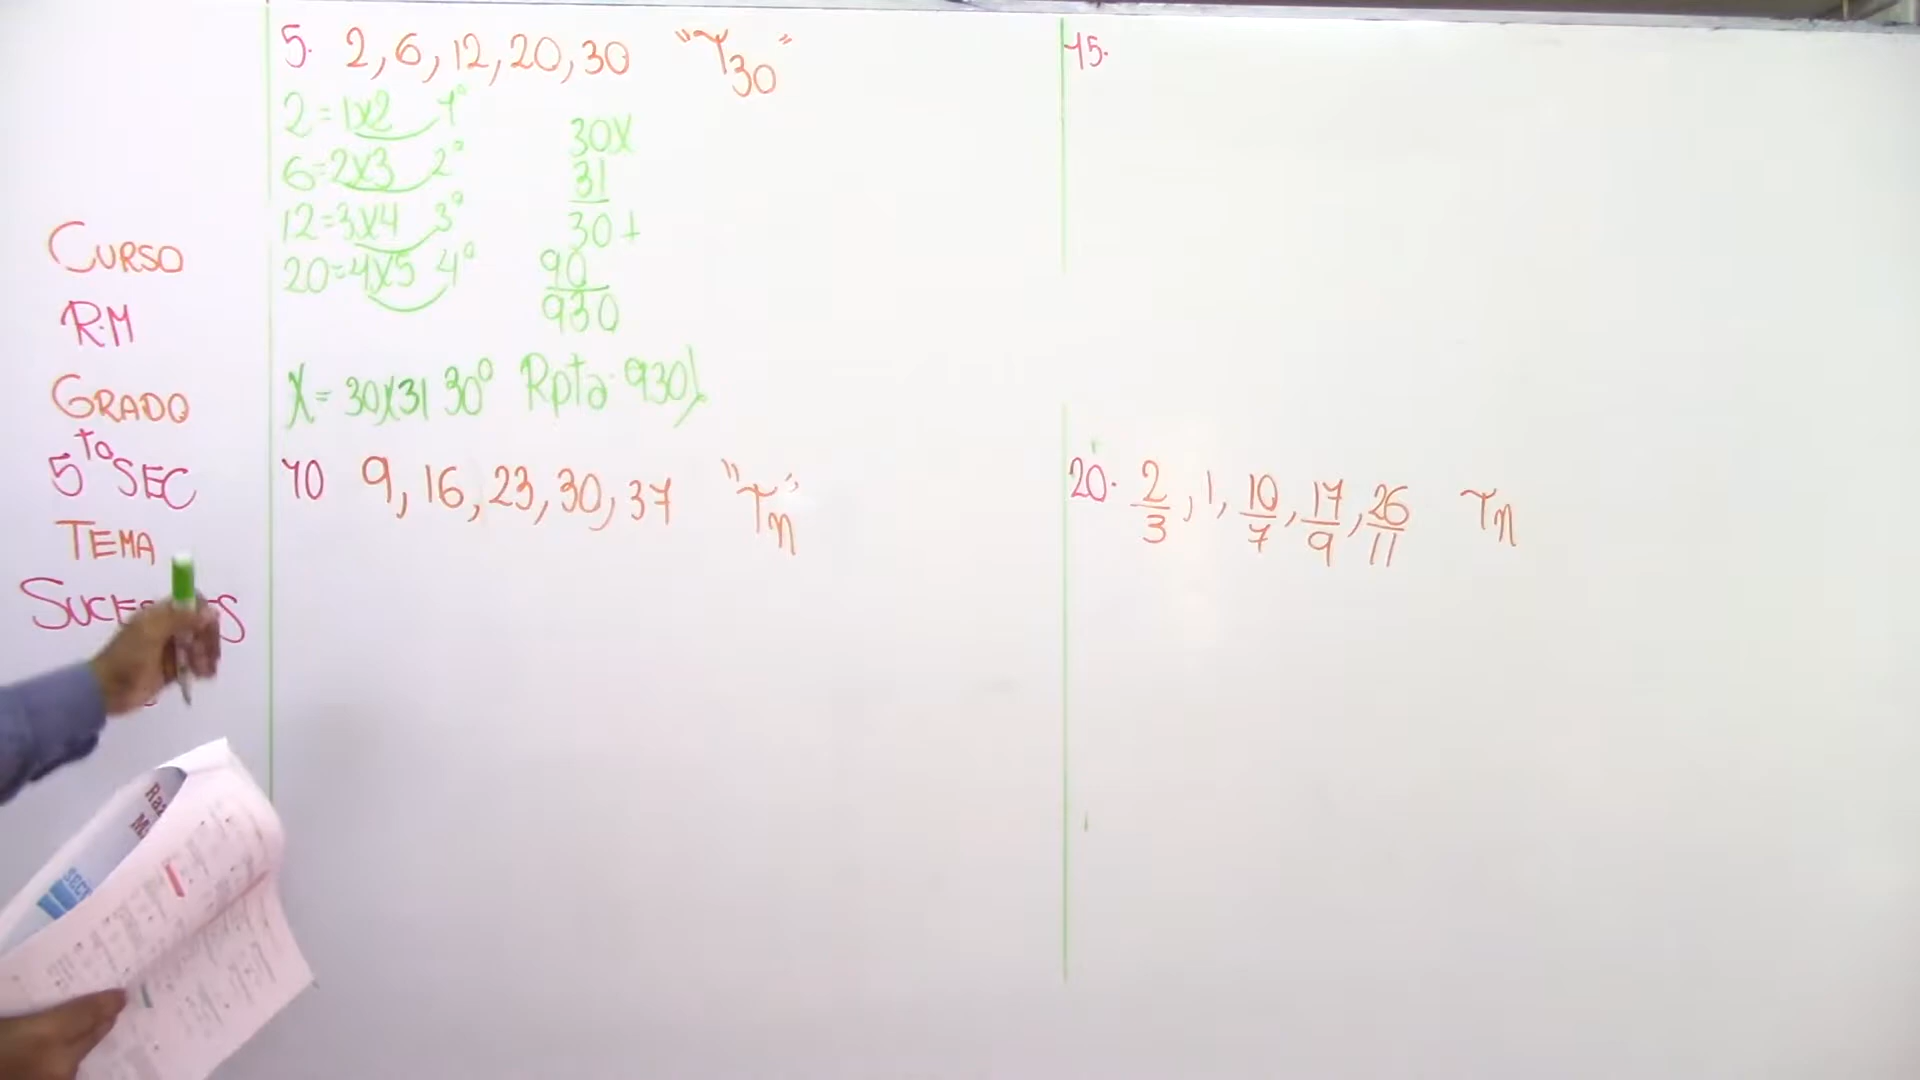 CURSO
R.M
GRADO
5to SEC
TEMA
5. 2, 6, 12, 20, 30 "T30"
2=1x2 1°
6=2x3 2°
12=3x4 3°
20=4x5 4°
30x
31
30+
90
930
X= 30x31 30° Rpta. 930//
10 9, 16, 23, 30, 37 "Tn"
15.
20. 2/3, 1, 10/7, 17/9, 26/11 Tn